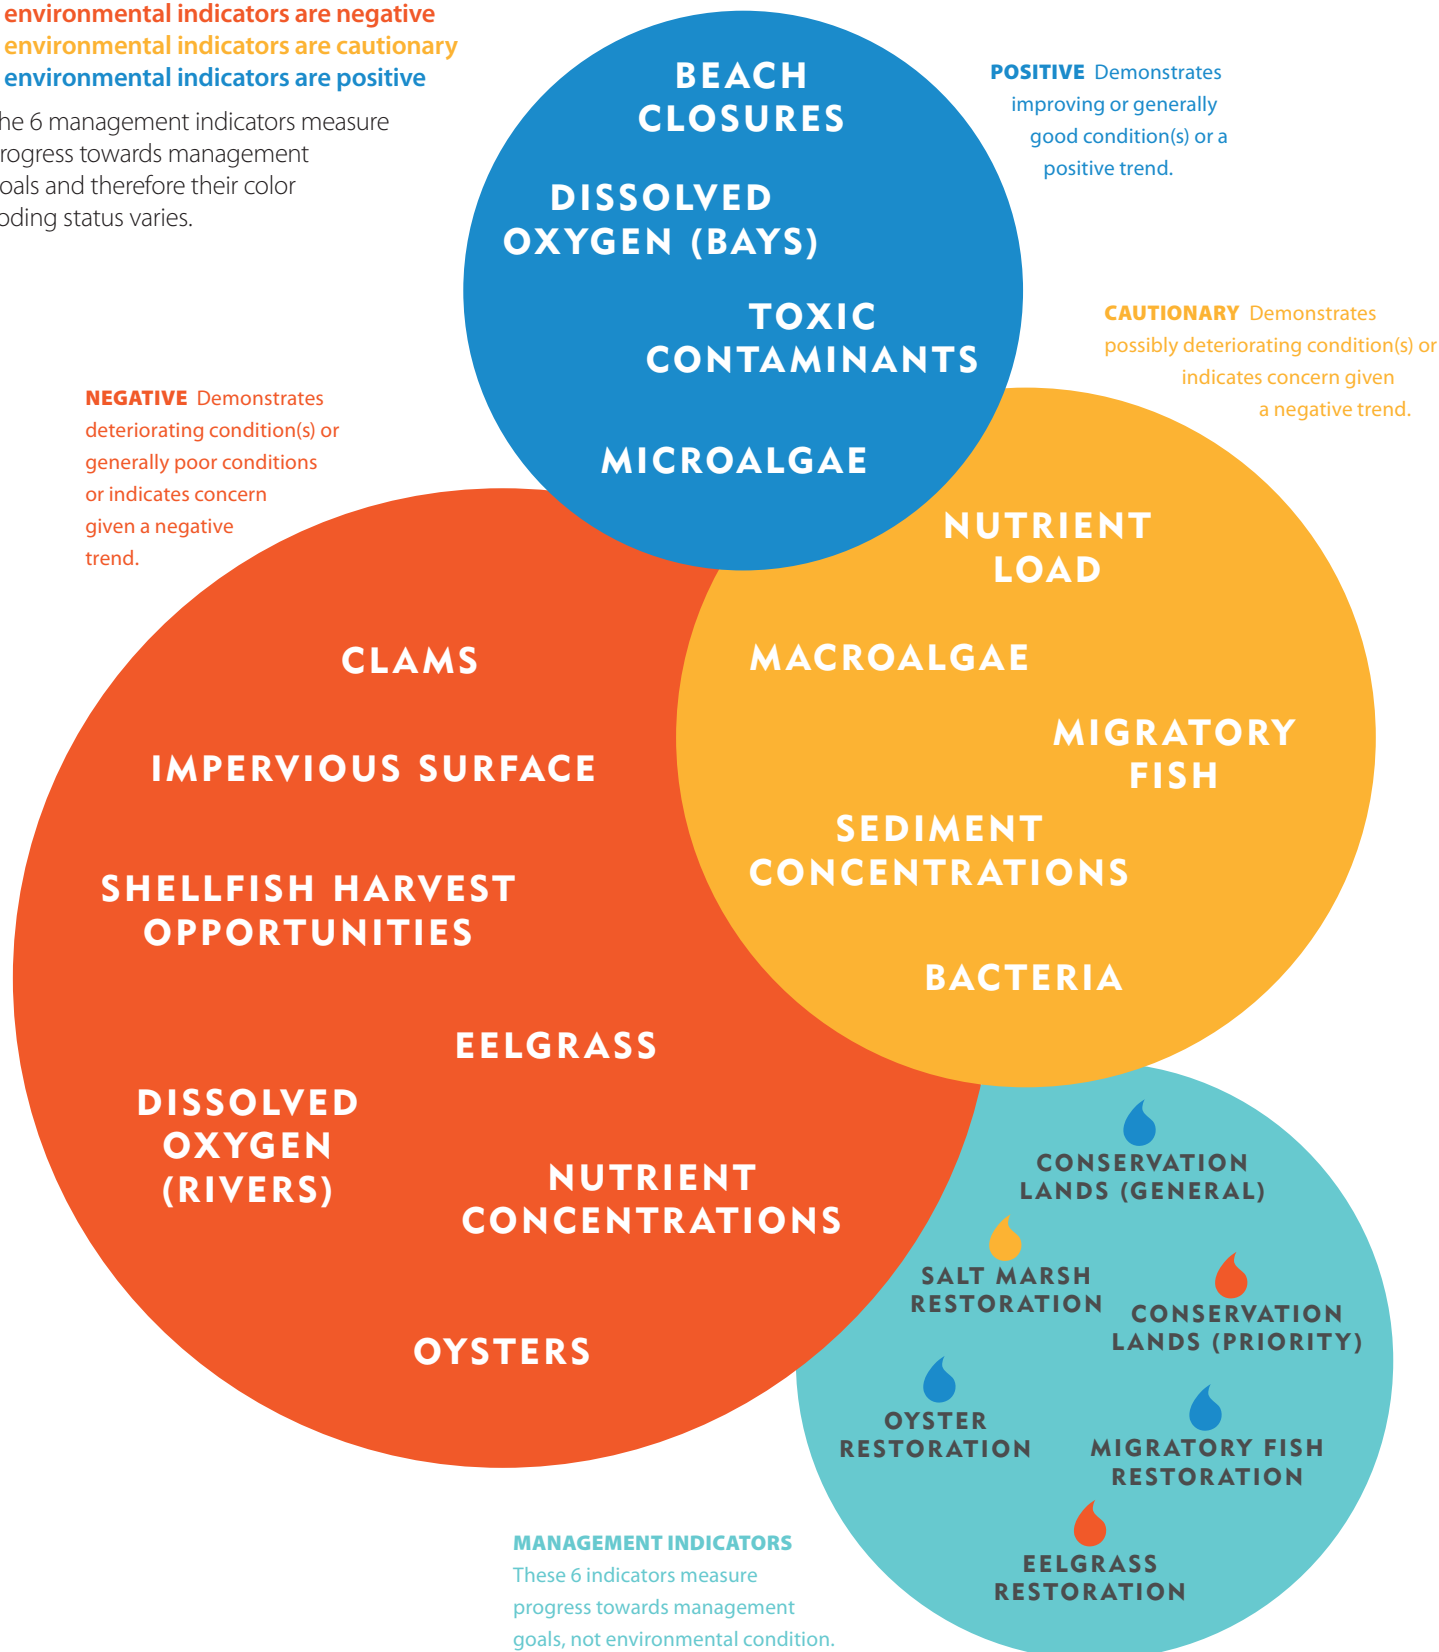 environmental indicators are negative
environmental indicators are cautionary
environmental indicators are positive
6 management indicators measure
towards management
and therefore their color
status varies.
BEACH
CLOSURES
DISSOLVED
OXYGEN (BAYS)
TOXIC
CONTAMINANTS
MICROALGAE
POSITIVE Demonstrates
improving or generally
good condition(s) or a
positive trend.
CAUTIONARY Demonstrates
possibly deteriorating condition(s) or
indicates concern given
a negative trend.
NEGATIVE Demonstrates
deteriorating condition(s) or
generally poor conditions
or indicates concern
given a negative
trend.
NUTRIENT
LOAD
MACROALGAE
MIGRATORY
FISH
SEDIMENT
CONCENTRATIONS
BACTERIA
CLAMS
IMPERVIOUS SURFACE
SHELLFISH HARVEST
OPPORTUNITIES
EELGRASS
DISSOLVED
OXYGEN
(RIVERS)
NUTRIENT
CONCENTRATIONS
OYSTERS
CONSERVATION
LANDS (GENERAL)
SALT MARSH
RESTORATION
CONSERVATION
LANDS (PRIORITY)
OYSTER
RESTORATION
MIGRATORY FISH
RESTORATION
EELGRASS
RESTORATION
MANAGEMENT INDICATORS
These 6 indicators measure
progress towards management
goals, not environmental condition.